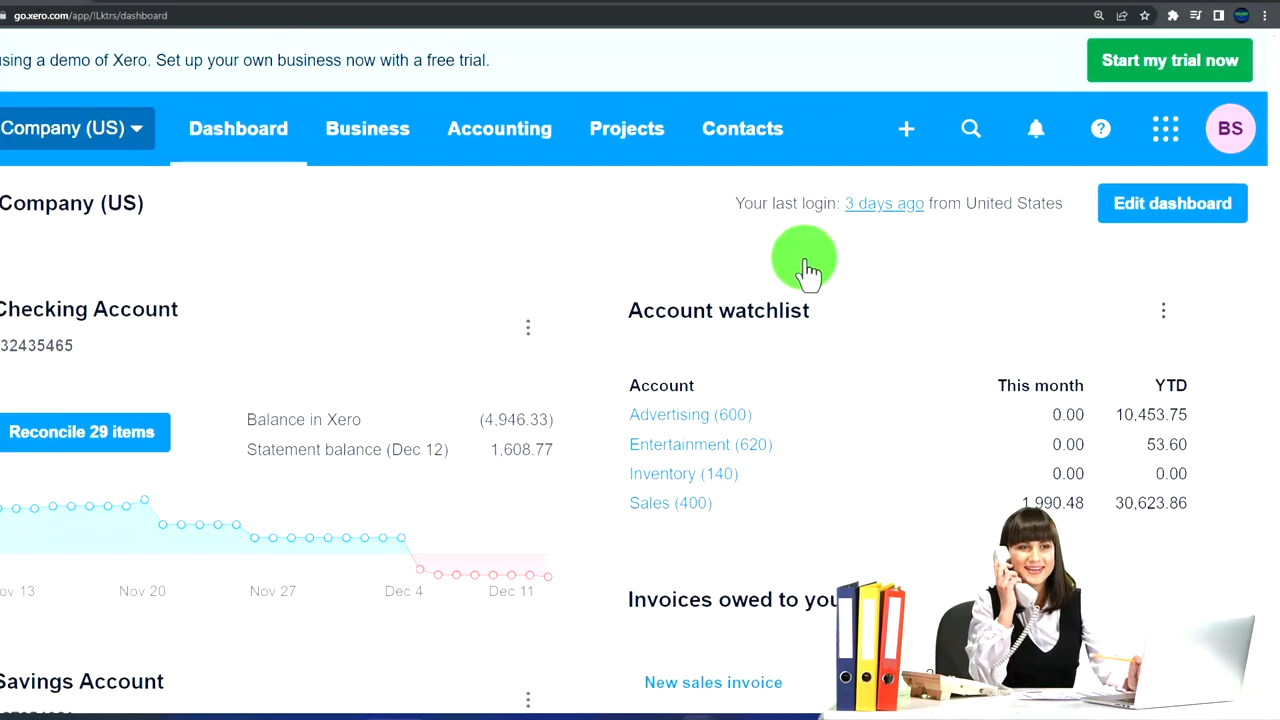 go.xero.com/app/!Lktrs/dashboard
using a demo of Xero. Set up your own business now with a free trial.
Start my trial now
Company (US)
Dashboard
Business
Accounting
Projects
Contacts
BS
Company (US)
Your last login: 3 days ago from United States
Edit dashboard
Checking Account
32435465
Reconcile 29 items
Balance in Xero (4,946.33)
Statement balance (Dec 12) 1,608.77
Nov 13 Nov 20 Nov 27 Dec 4 Dec 11
Account watchlist
Account This month YTD
Advertising (600) 0.00 10,453.75
Entertainment (620) 0.00 53.60
Inventory (140) 0.00 0.00
Sales (400) 1,990.48 30,623.86
Invoices owed to you
New sales invoice
Savings Account